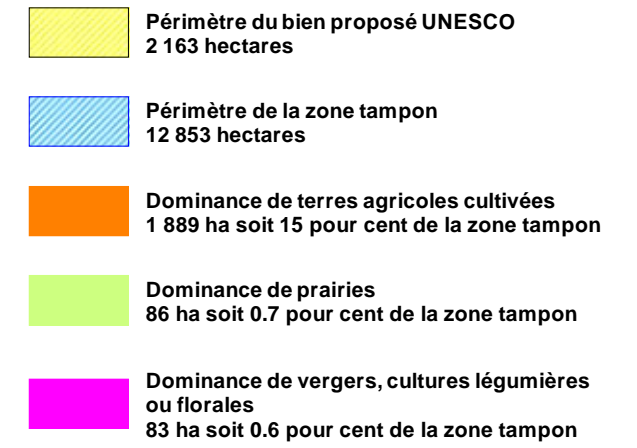 Périmètre du bien proposé UNESCO
2 163 hectares
Périmètre de la zone tampon
12 853 hectares
Dominance de terres agricoles cultivées
1 889 ha soit 15 pour cent de la zone tampon
Dominance de prairies
86 ha soit 0.7 pour cent de la zone tampon
Dominance de vergers, cultures légumières
ou florales
83 ha soit 0.6 pour cent de la zone tampon